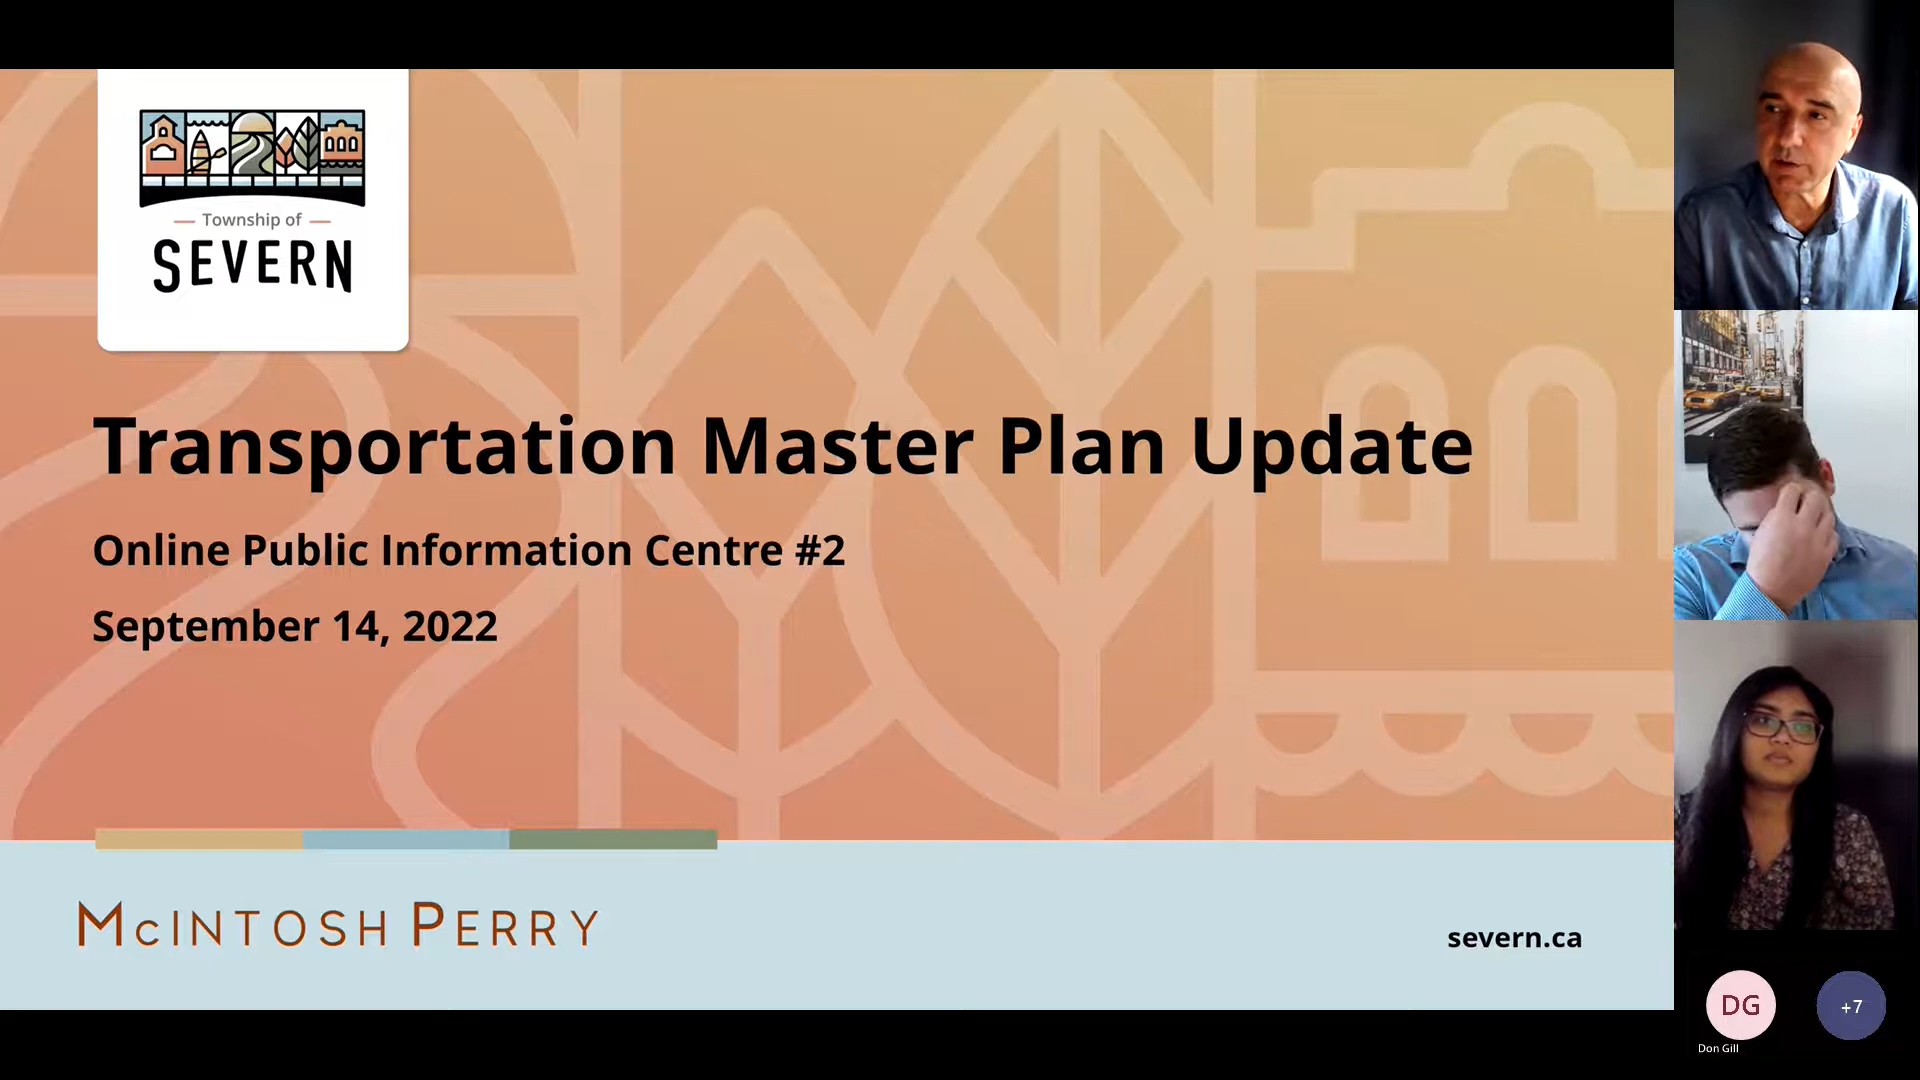 Township of
SEVERN
Transportation Master Plan Update
Online Public Information Centre #2
September 14, 2022
McINTOSH PERRY
severn.ca
DG
+7
Don Gill